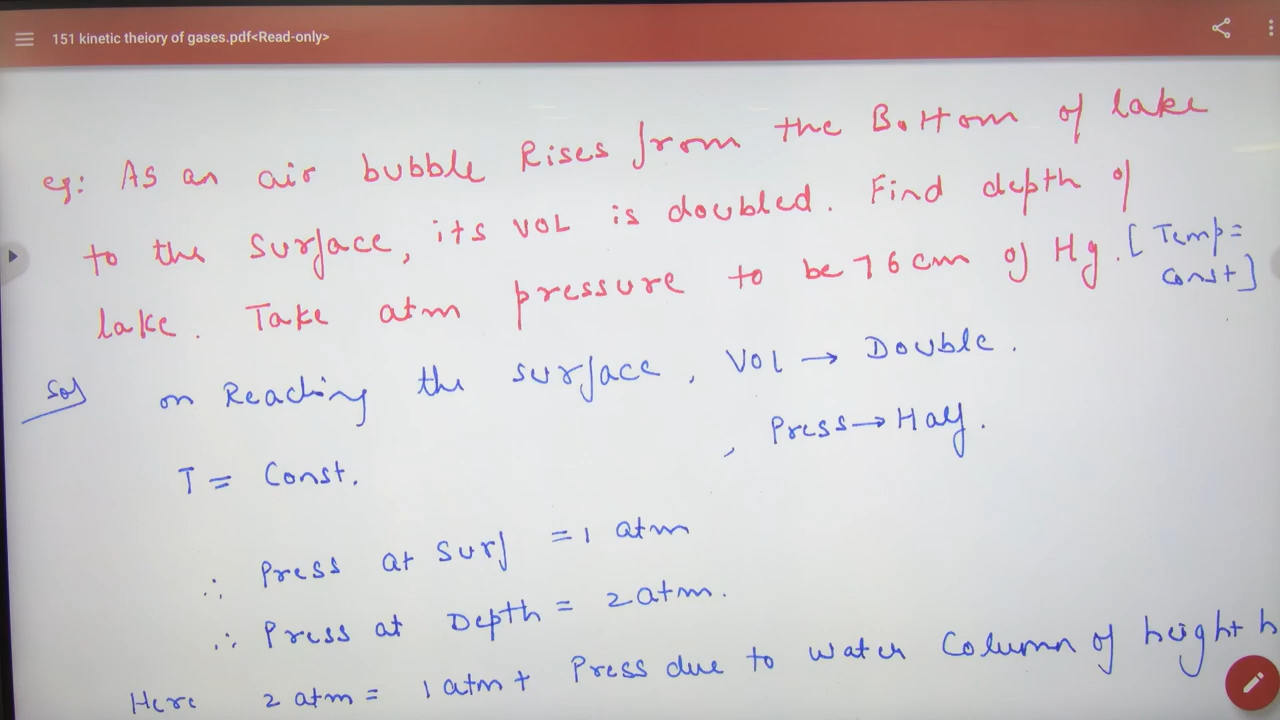 151 kinetic theiory of gases.pdf<Read-only>
eg: As an air bubble Rises from the Bottom of lake
to the surface, its VOL is doubled. Find depth of
lake. Take atm pressure to be 76 cm of Hg. [Temp =
const]
Sol on Reaching the surface, Vol → Double.
T = Const. , Press → Half.
∴ Press at Surf = 1 atm
∴ Press at Depth = 2 atm.
Here 2 atm = 1 atm + Press due to water Column of height h